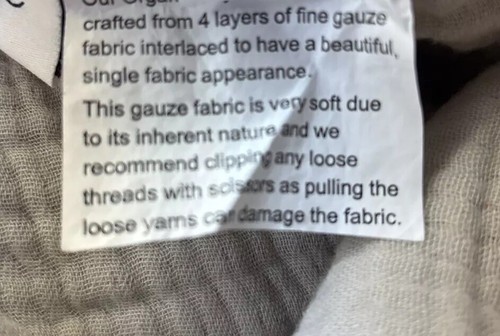 crafted from 4 layers of fine gauze
fabric interlaced to have a beautiful,
single fabric appearance.
This gauze fabric is very soft due
to its inherent nature and we
recommend clipping any loose
threads with scissors as pulling the
loose yarns can damage the fabric.